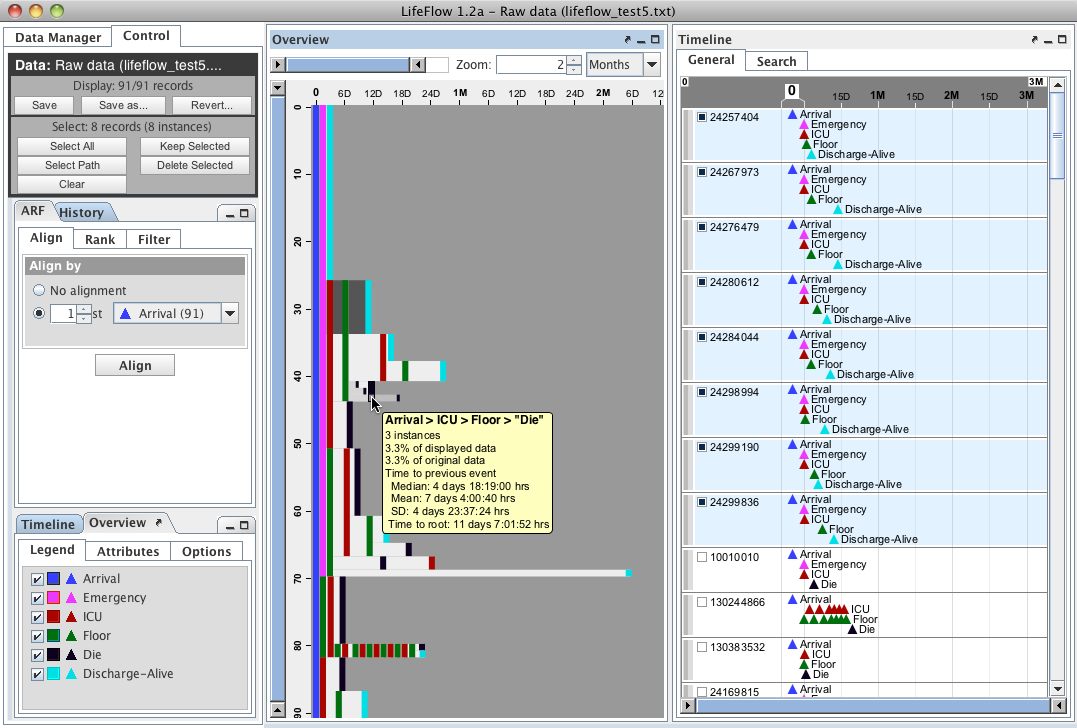 LifeFlow 1.2a - Raw data (lifeflow_test5.txt)
Data Manager
Control
Data: Raw data (lifeflow_test5....
Display: 91/91 records
Save
Save as...
Revert...
Select: 8 records (8 instances)
Select All
Keep Selected
Select Path
Delete Selected
Clear
ARF
History
Align
Rank
Filter
Align by
No alignment
1 st
Arrival (91)
Align
Timeline
Overview
Legend
Attributes
Options
Arrival
Emergency
ICU
Floor
Die
Discharge-Alive
Overview
Zoom: 2 Months
0 6D 12D 18D 24D 1M 6D 12D 18D 24D 2M 6D 12
0
10
20
30
40
50
60
70
80
90
Arrival > ICU > Floor > "Die"
3 instances
3.3% of displayed data
3.3% of original data
Time to previous event
Median: 4 days 18:19:00 hrs
Mean: 7 days 4:00:40 hrs
SD: 4 days 23:37:24 hrs
Time to root: 11 days 7:01:52 hrs
Timeline
General
Search
0 3M
0 15D 1M 15D 2M 15D 3M
24257404
Arrival
Emergency
ICU
Floor
Discharge-Alive
24267973
Arrival
Emergency
ICU
Floor
Discharge-Alive
24276479
Arrival
Emergency
ICU
Floor
Discharge-Alive
24280612
Arrival
Emergency
ICU
Floor
Discharge-Alive
24284044
Arrival
Emergency
ICU
Floor
Discharge-Alive
24298994
Arrival
Emergency
ICU
Floor
Discharge-Alive
24299190
Arrival
Emergency
ICU
Floor
Discharge-Alive
24299836
Arrival
Emergency
ICU
Floor
Discharge-Alive
10010010
Arrival
Emergency
ICU
Die
130244866
Arrival
ICU
Floor
Die
130383532
Arrival
ICU
Floor
Die
24169815
Arrival